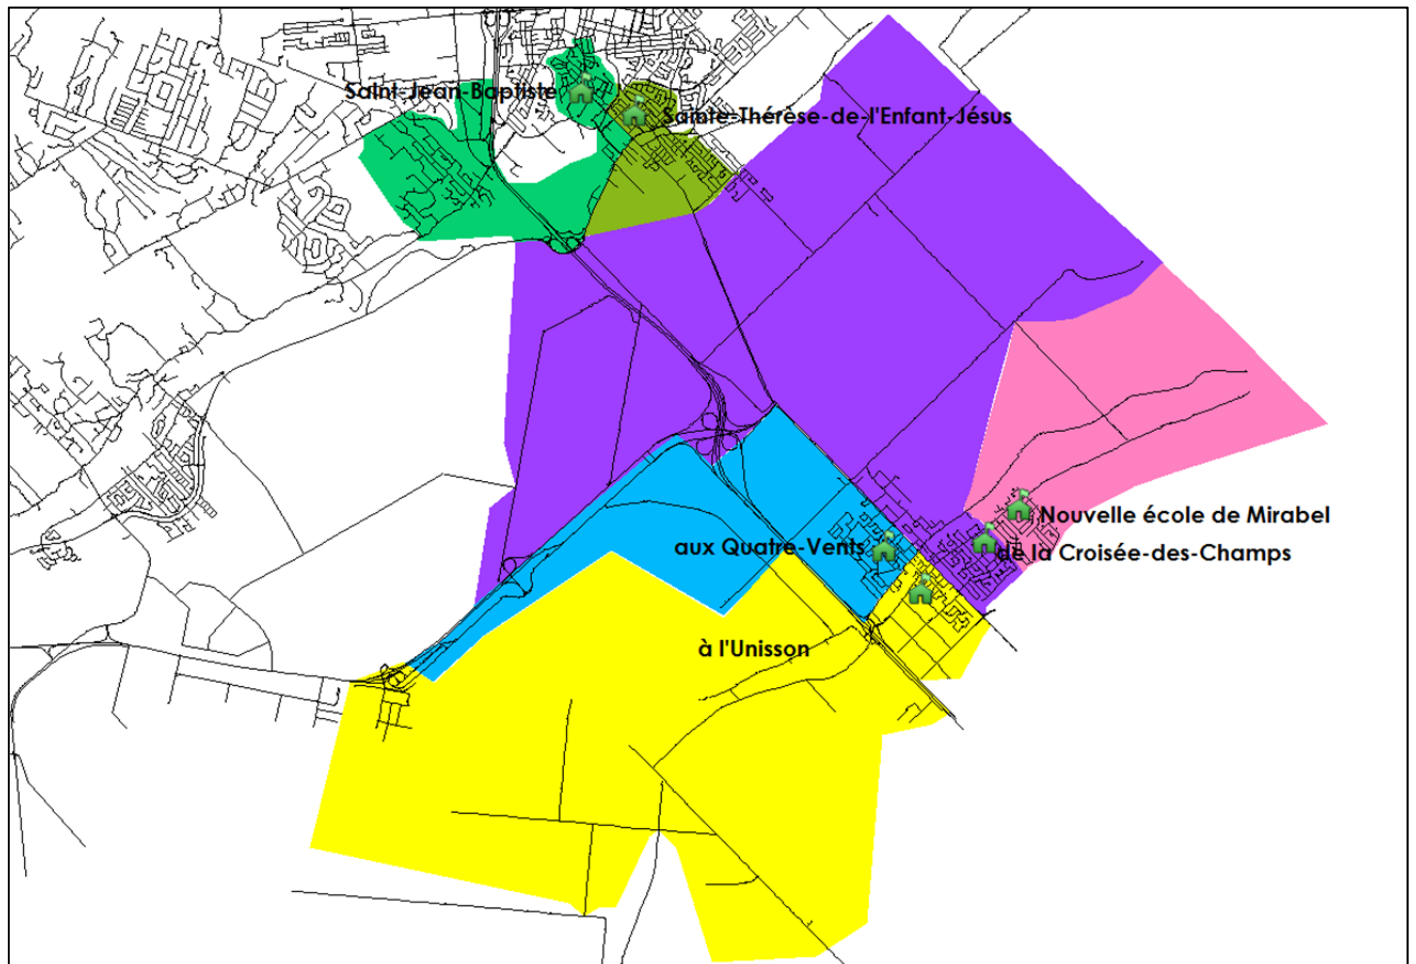 Saint-Jean-Baptiste
Sainte-Thérèse-de-l'Enfant-Jésus
Nouvelle école de Mirabel
aux Quatre-Vents
de la Croisée-des-Champs
à l'Unisson